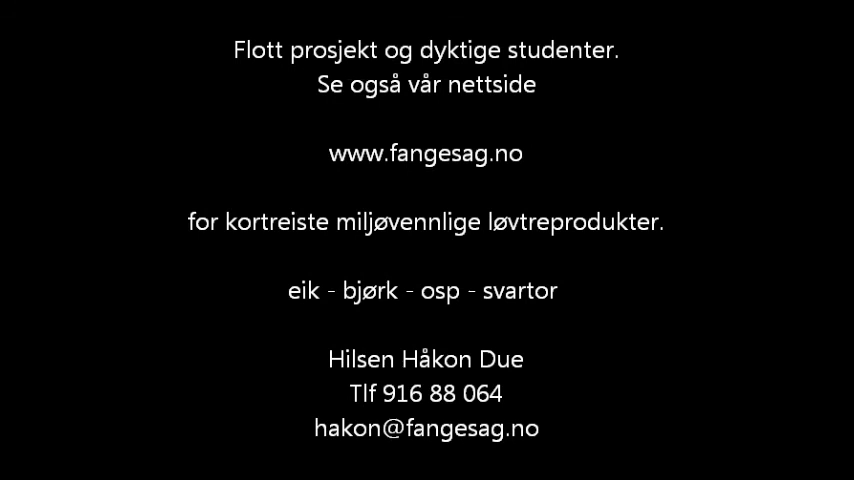 Flott prosjekt og dyktige studenter.
Se også vår nettside
www.fangesag.no
for kortreiste miljøvennlige løvtreprodukter.
eik - bjørk - osp - svartor
Hilsen Håkon Due
Tlf 916 88 064
hakon@fangesag.no